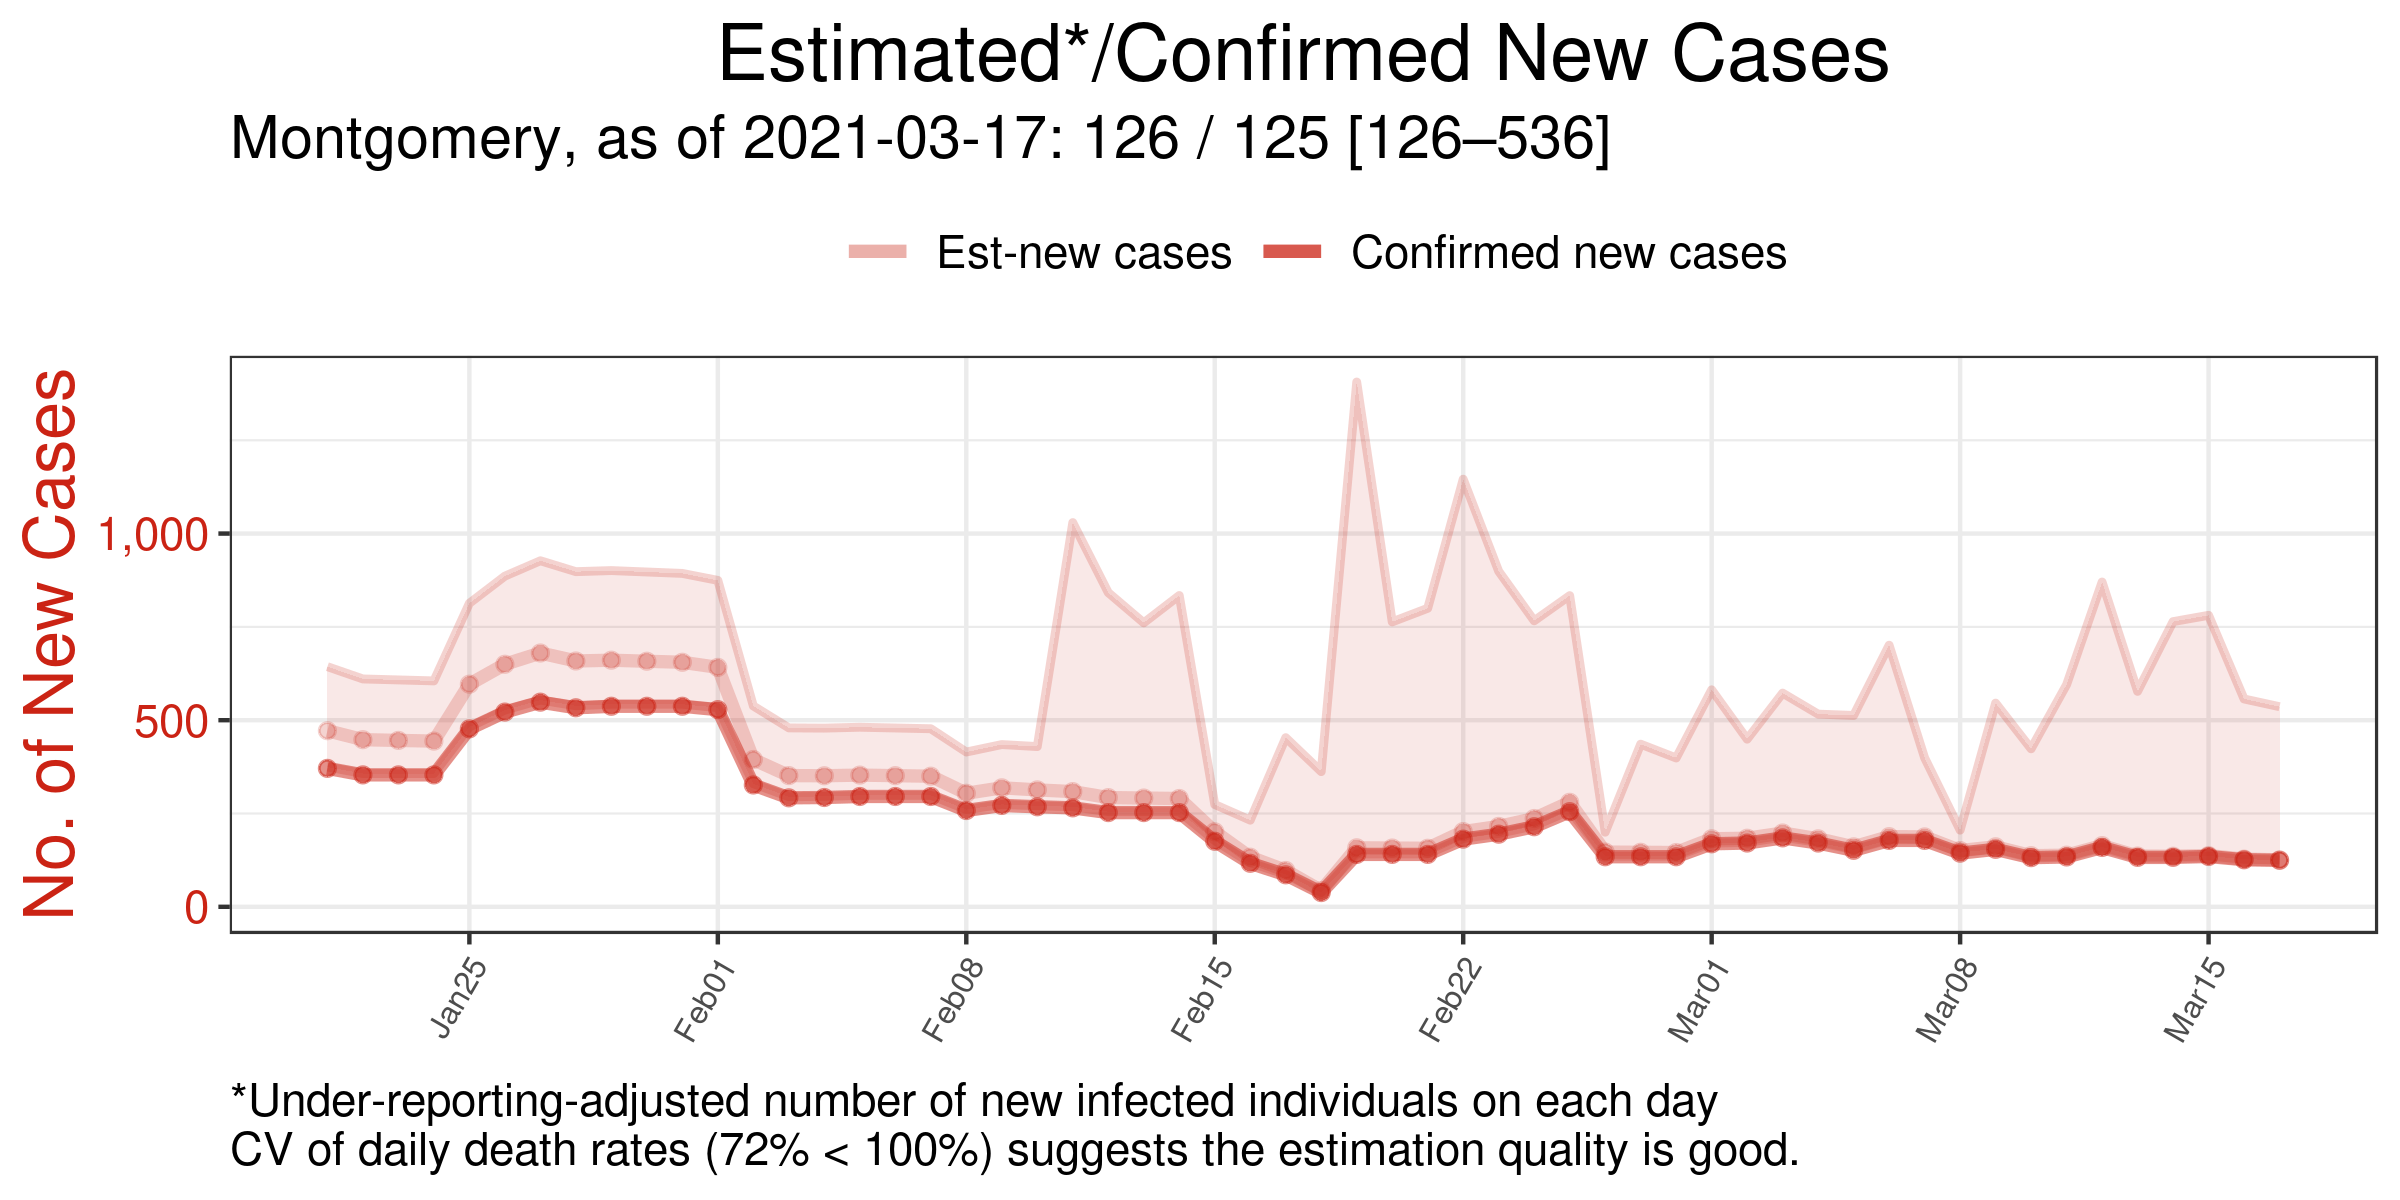 Estimated*/Confirmed New Cases
Montgomery, as of 2021-03-17: 126 / 125 [126–536]
Est-new cases Confirmed new cases
No. of New Cases
1,000
500
0
Jan25 Feb01 Feb08 Feb15 Feb22 Mar01 Mar08 Mar15
*Under-reporting-adjusted number of new infected individuals on each day
CV of daily death rates (72% < 100%) suggests the estimation quality is good.